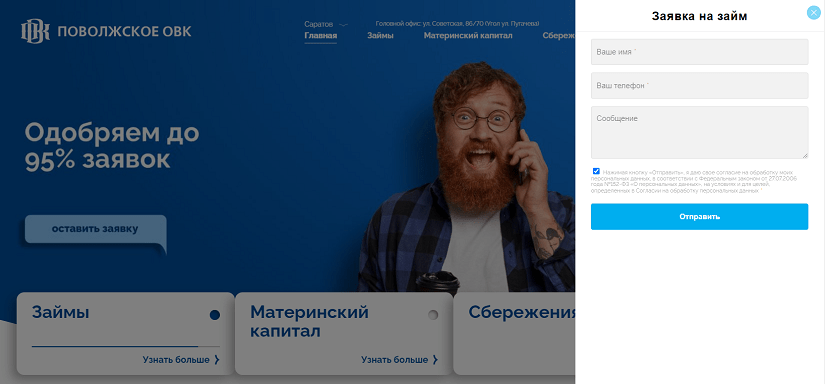 ПОВОЛЖСКОЕ ОВК
Саратов
Головной офис: ул. Советская, 86/70 (Угол ул. Пугачева)
Главная
Займы
Материнский капитал
Сбереже
Одобряем до
95% заявок
оставить заявку
Займы
Узнать больше
Материнский
капитал
Узнать больше
Сбережения
Заявка на займ
Ваше имя *
Ваш телефон *
Сообщение
Нажимая кнопку «Отправить», я даю свое согласие на обработку моих
персональных данных, в соответствии с Федеральным законом от 27.07.2006
года №152-ФЗ «О персональных данных», на условиях и для целей,
определенных в Согласии на обработку персональных данных *
Отправить